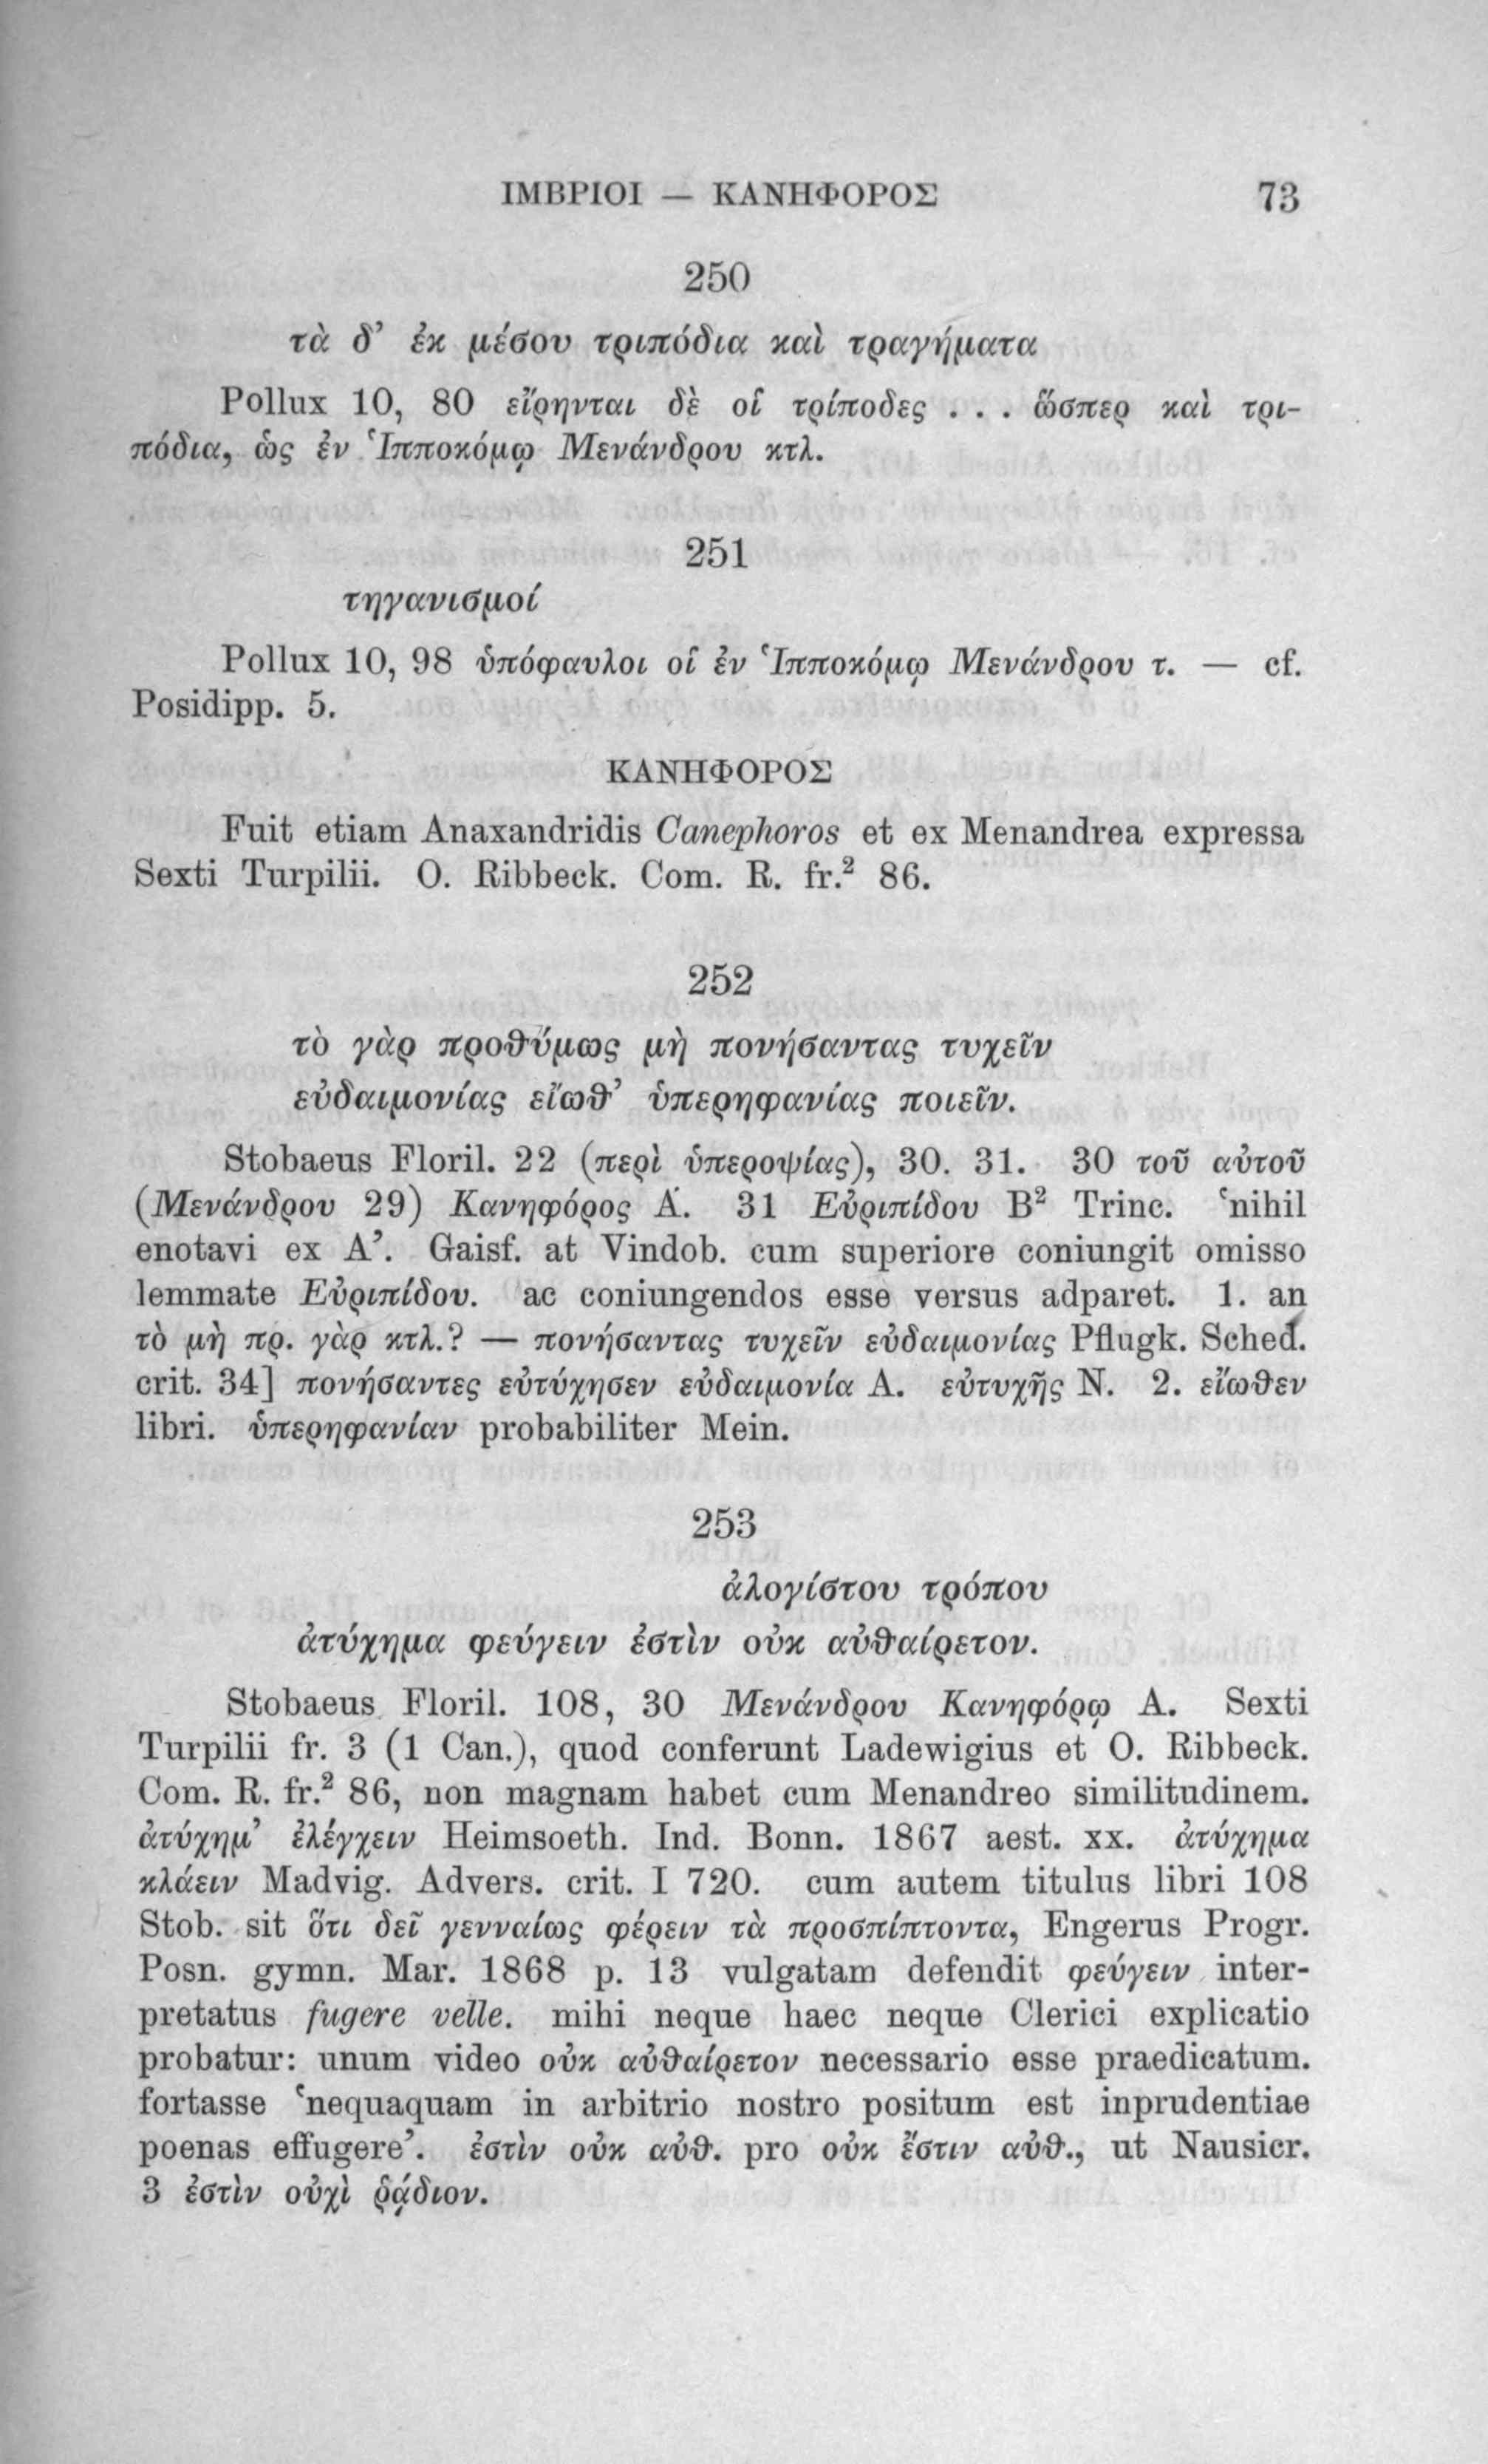 ΙΜΒΡΙΟΙ — ΚΑΝΗΦΟΡΟΣ 73
250
τὰ δ’ ἐκ μέσου τριπόδια καὶ τραγήματα
Pollux 10, 80 εἴρηνται δὲ οἱ τρίποδες . . . ὥσπερ καὶ τρι-
πόδια, ὡς ἐν Ἱπποκόμῳ Μενάνδρου κτλ.
251
τηγανισμοί
Pollux 10, 98 ὑπόφαυλοι οἱ ἐν Ἱπποκόμῳ Μενάνδρου τ. — cf.
Posidipp. 5.
ΚΑΝΗΦΟΡΟΣ
Fuit etiam Anaxandridis Canephoros et ex Menandrea expressa
Sexti Turpilii. O. Ribbeck. Com. R. fr.² 86.
252
τὸ γὰρ προθύμως μὴ πονήσαντας τυχεῖν
εὐδαιμονίας εἴωθ’ ὑπερηφανίας ποιεῖν.
Stobaeus Floril. 22 (περὶ ὑπεροψίας), 30. 31. 30 τοῦ αὐτοῦ
(Μενάνδρου 29) Κανηφόρος A. 31 Εὐριπίδου B² Trinc. ‘nihil
enotavi ex A’. Gaisf. at Vindob. cum superiore coniungit omisso
lemmate Εὐριπίδου. ac coniungendos esse versus adparet. 1. an
τὸ μὴ πρ. γὰρ κτλ.? — πονήσαντας τυχεῖν εὐδαιμονίας Pflugk. Sched.
crit. 34] πονήσαντες εὐτύχησεν εὐδαιμονία A. εὐτυχῆς N. 2. εἴωθεν
libri. ὑπερηφανίαν probabiliter Mein.
253
ἀλογίστου τρόπου
ἀτύχημα φεύγειν ἐστὶν οὐκ αὐθαίρετον.
Stobaeus Floril. 108, 30 Μενάνδρου Κανηφόρῳ A. Sexti
Turpilii fr. 3 (1 Can.), quod conferunt Ladewigius et O. Ribbeck.
Com. R. fr.² 86, non magnam habet cum Menandreo similitudinem.
ἀτύχημ’ ἐλέγχειν Heimsoeth. Ind. Bonn. 1867 aest. xx. ἀτύχημα
κλάειν Madvig. Advers. crit. I 720. cum autem titulus libri 108
Stob. sit ὅτι δεῖ γενναίως φέρειν τὰ προσπίπτοντα, Engerus Progr.
Posn. gymn. Mar. 1868 p. 13 vulgatam defendit φεύγειν inter-
pretatus fugere velle. mihi neque haec neque Clerici explicatio
probatur: unum video οὐκ αὐθαίρετον necessario esse praedicatum.
fortasse ‘nequaquam in arbitrio nostro positum est inprudentiae
poenas effugere’. ἐστὶν οὐκ αὐθ. pro οὐκ ἔστιν αὐθ., ut Nausicr.
3 ἐστὶν οὐχὶ ῥᾴδιον.